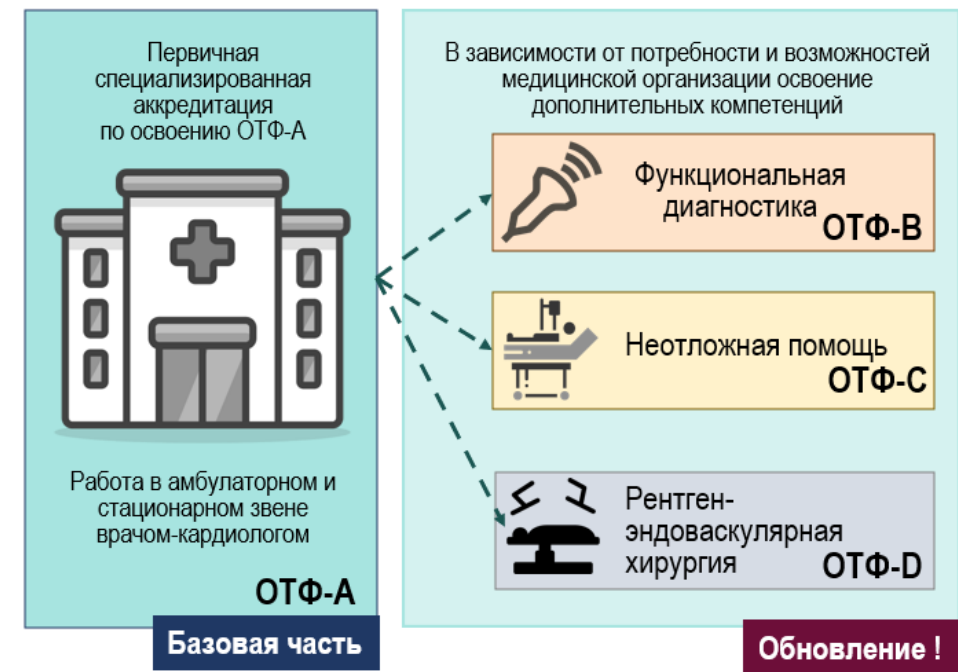 Первичная
специализированная
аккредитация
по освоению ОТФ-А
Работа в амбулаторном и
стационарном звене
врачом-кардиологом
ОТФ-А
Базовая часть
В зависимости от потребности и возможностей
медицинской организации освоение
дополнительных компетенций
Функциональная
диагностика
ОТФ-В
Неотложная помощь
ОТФ-С
Рентген-
эндоваскулярная
хирургия
ОТФ-D
Обновление !